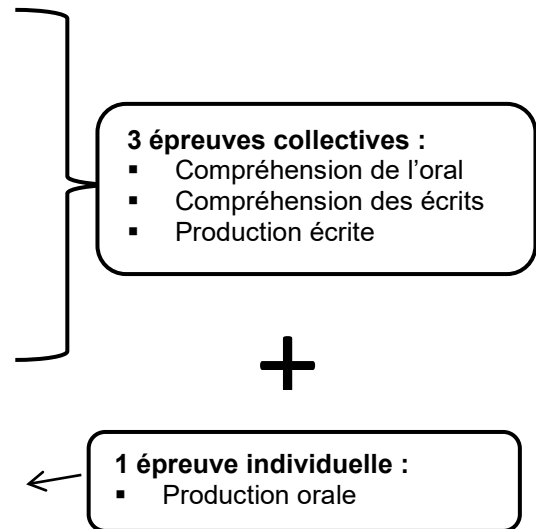 3 épreuves collectives :
▪ Compréhension de l’oral
▪ Compréhension des écrits
▪ Production écrite
+
1 épreuve individuelle :
▪ Production orale